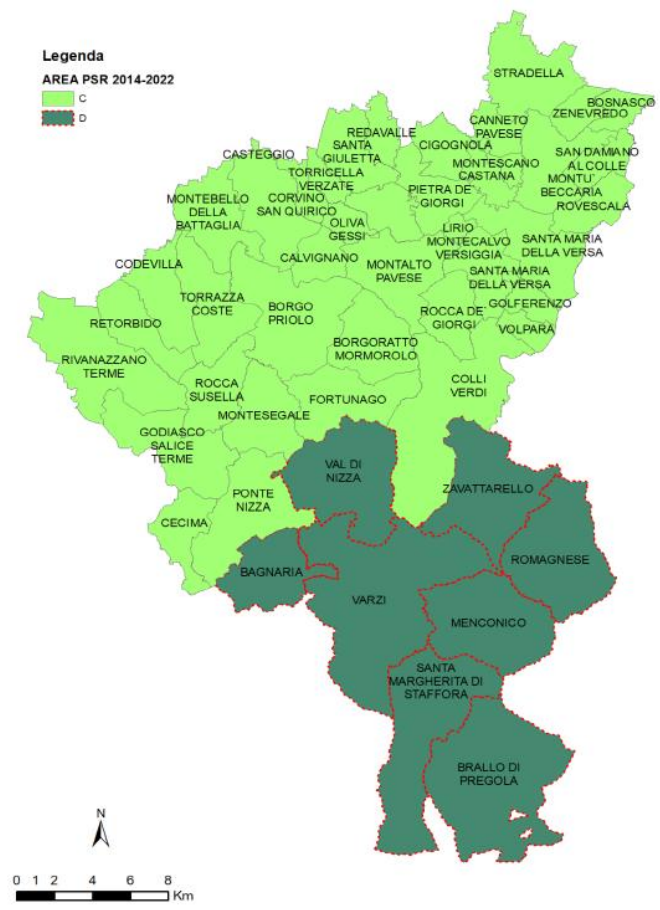 Legenda
AREA PSR 2014-2022
C
D
STRADELLA
BOSNASCO
ZENEVREDO
CANNETO
PAVESE
REDAVALLE
SANTA
GIULETTA
CIGOGNOLA
CASTEGGIO
TORRICELLA
VERZATE
MONTESCANO
CASTANA
SAN DAMIANO
AL COLLE
MONTU'
BECCARIA
ROVESCALA
PIETRA DE'
GIORGI
MONTEBELLO
DELLA
BATTAGLIA
CORVINO
SAN QUIRICO
OLIVA
GESSI
LIRIO
MONTECALVO
VERSIGGIA
SANTA MARIA
DELLA VERSA
CODEVILLA
CALVIGNANO
MONTALTO
PAVESE
SANTA MARIA
DELLA VERSA
TORRAZZA
COSTE
BORGO
PRIOLO
ROCCA DE'
GIORGI
GOLFERENZO
VOLPARA
RETORBIDO
BORGORATTO
MORMOROLO
RIVANAZZANO
TERME
ROCCA
SUSELLA
COLLI
VERDI
FORTUNAGO
MONTESEGALE
GODIASCO
SALICE
TERME
VAL DI
NIZZA
ZAVATTARELLO
PONTE
NIZZA
CECIMA
ROMAGNESE
BAGNARIA
VARZI
MENCONICO
SANTA
MARGHERITA DI
STAFFORA
BRALLO DI
PREGOLA
N
0 1 2 4 6 8
Km